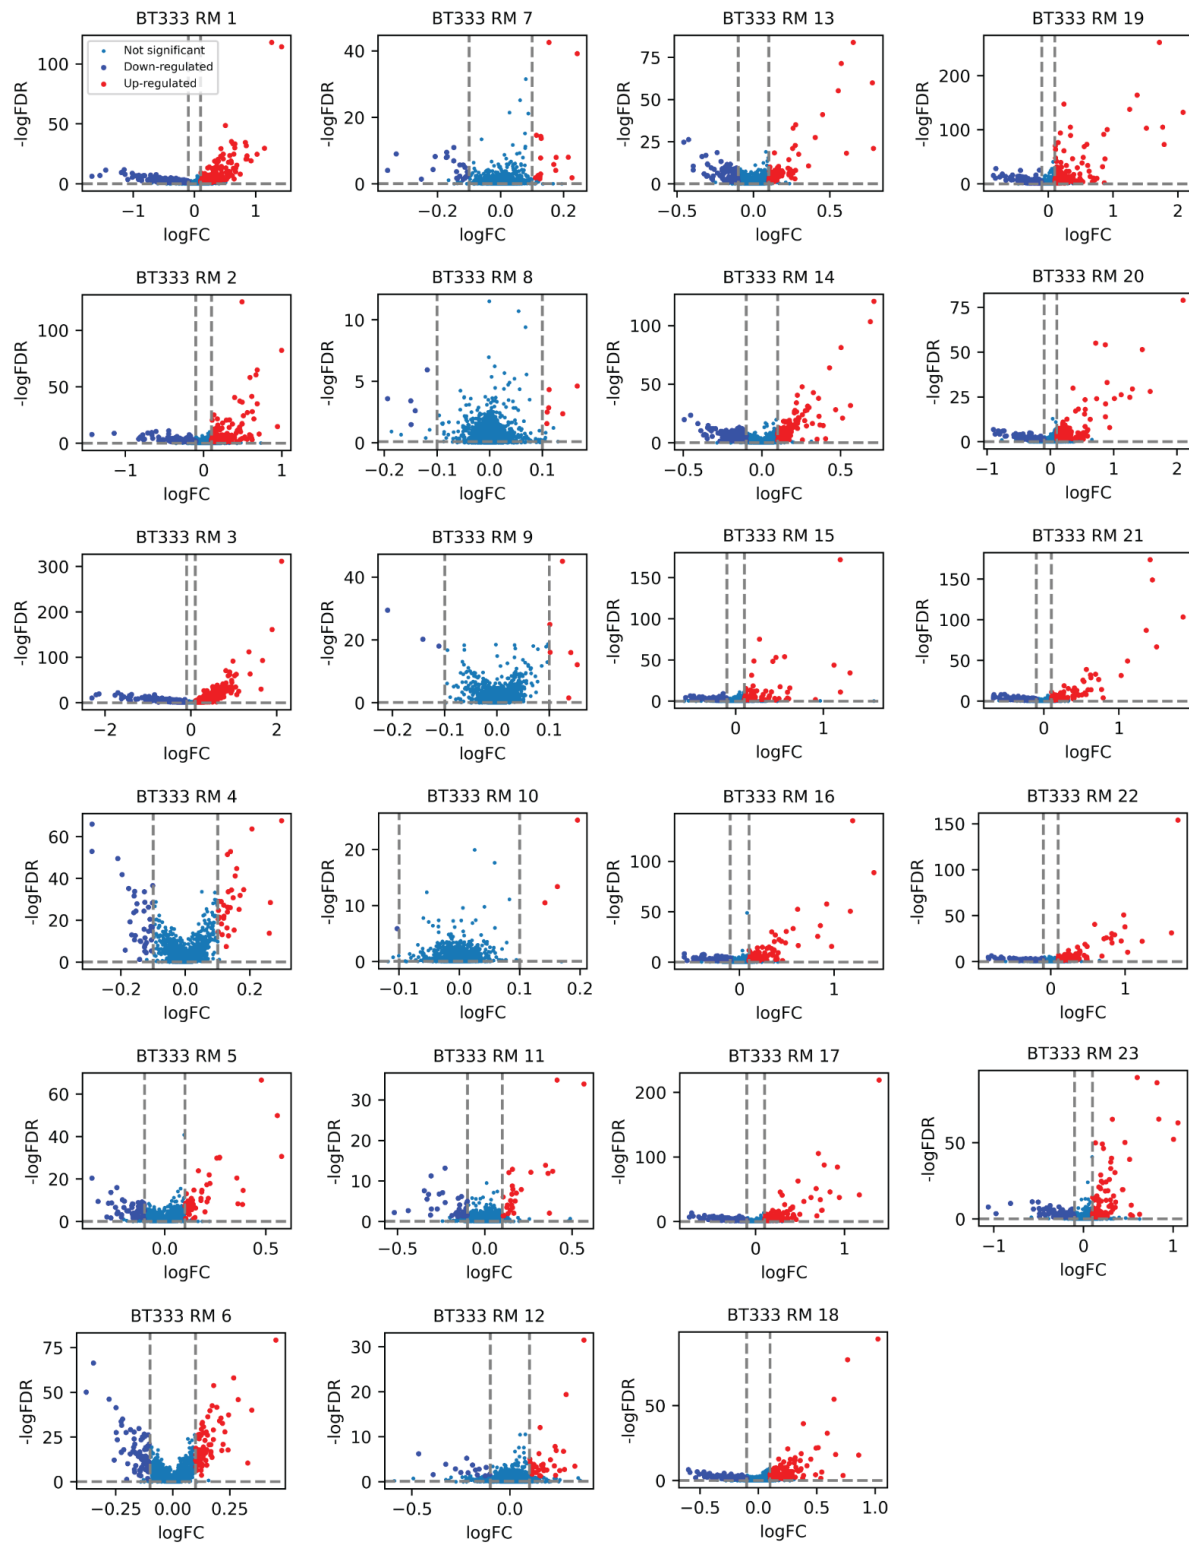 BT333 RM 1
-logFDR
100
50
0
Not significant
Down-regulated
Up-regulated
−1 0 1
logFC
BT333 RM 7
-logFDR
40
20
0
−0.2 0.0 0.2
logFC
BT333 RM 13
-logFDR
75
50
25
0
−0.5 0.0 0.5
logFC
BT333 RM 19
-logFDR
200
100
0
0 1 2
logFC
BT333 RM 2
-logFDR
100
50
0
−1 0 1
logFC
BT333 RM 8
-logFDR
10
5
0
−0.2 −0.1 0.0 0.1
logFC
BT333 RM 14
-logFDR
100
50
0
−0.5 0.0 0.5
logFC
BT333 RM 20
-logFDR
75
50
25
0
−1 0 1 2
logFC
BT333 RM 3
-logFDR
300
200
100
0
−2 0 2
logFC
BT333 RM 9
-logFDR
40
20
0
−0.2 −0.1 0.0 0.1
logFC
BT333 RM 15
-logFDR
150
100
50
0
0 1
logFC
BT333 RM 21
-logFDR
150
100
50
0
0 1
logFC
BT333 RM 4
-logFDR
60
40
20
0
−0.2 0.0 0.2
logFC
BT333 RM 10
-logFDR
20
10
0
−0.1 0.0 0.1 0.2
logFC
BT333 RM 16
-logFDR
100
50
0
0 1
logFC
BT333 RM 22
-logFDR
150
100
50
0
0 1
logFC
BT333 RM 5
-logFDR
60
40
20
0
0.0 0.5
logFC
BT333 RM 11
-logFDR
30
20
10
0
−0.5 0.0 0.5
logFC
BT333 RM 17
-logFDR
200
100
0
0 1
logFC
BT333 RM 23
-logFDR
50
0
−1 0 1
logFC
BT333 RM 6
-logFDR
75
50
25
0
−0.25 0.00 0.25
logFC
BT333 RM 12
-logFDR
30
20
10
0
−0.5 0.0
logFC
BT333 RM 18
-logFDR
50
0
−0.5 0.0 0.5 1.0
logFC